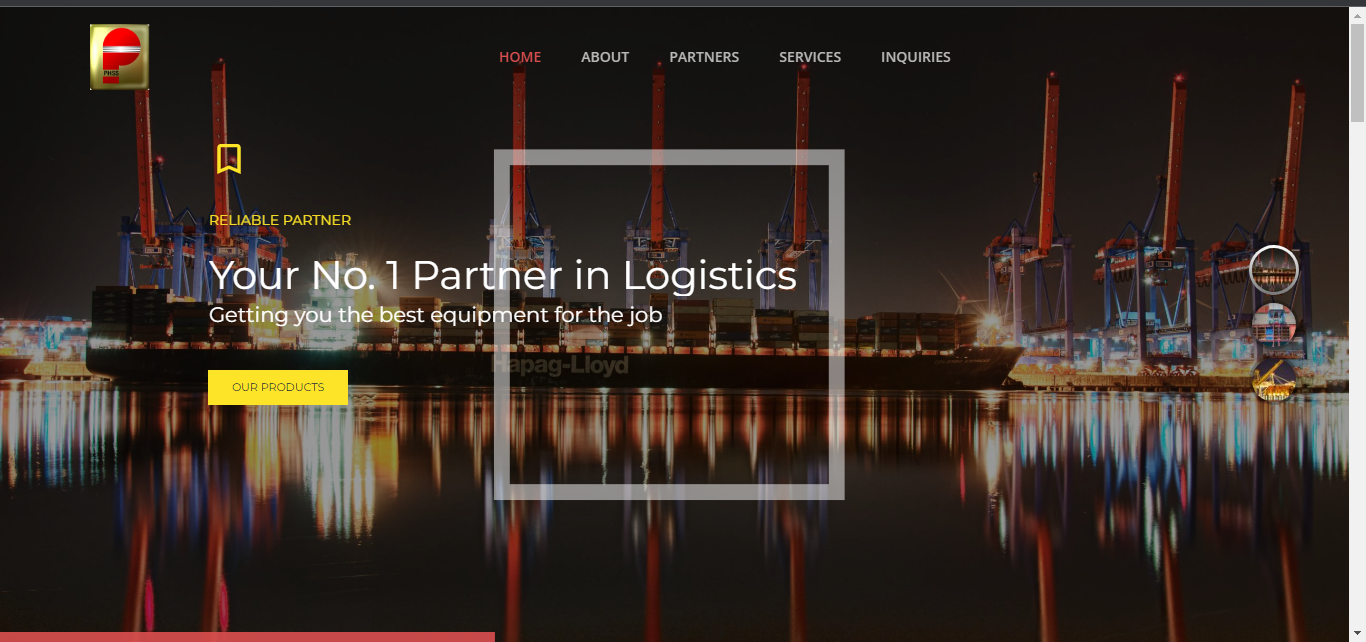 PHSS
HOME ABOUT PARTNERS SERVICES INQUIRIES
RELIABLE PARTNER
Your No. 1 Partner in Logistics
Getting you the best equipment for the job
Hapag-Lloyd
OUR PRODUCTS